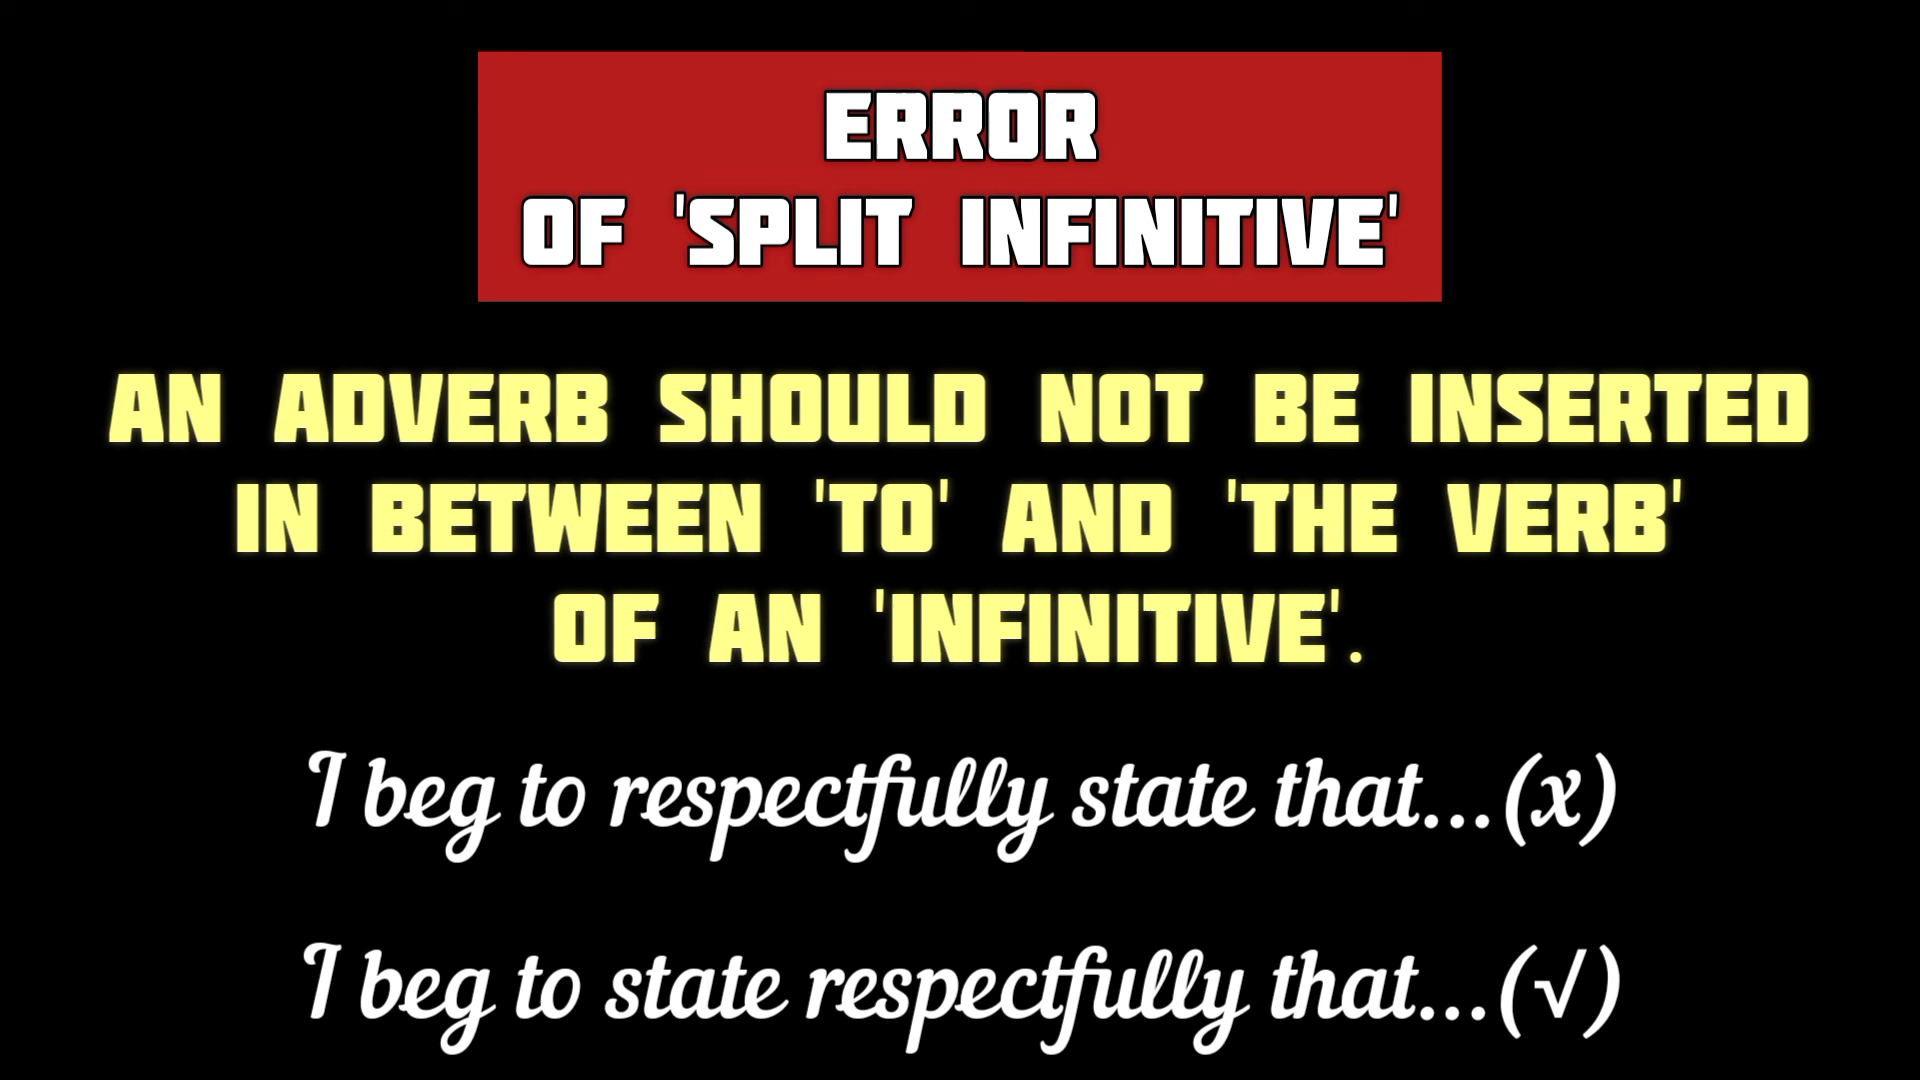 ERROR
OF 'SPLIT INFINITIVE'
AN ADVERB SHOULD NOT BE INSERTED
IN BETWEEN 'TO' AND 'THE VERB'
OF AN 'INFINITIVE'.
I beg to respectfully state that...(x)
I beg to state respectfully that...(√)